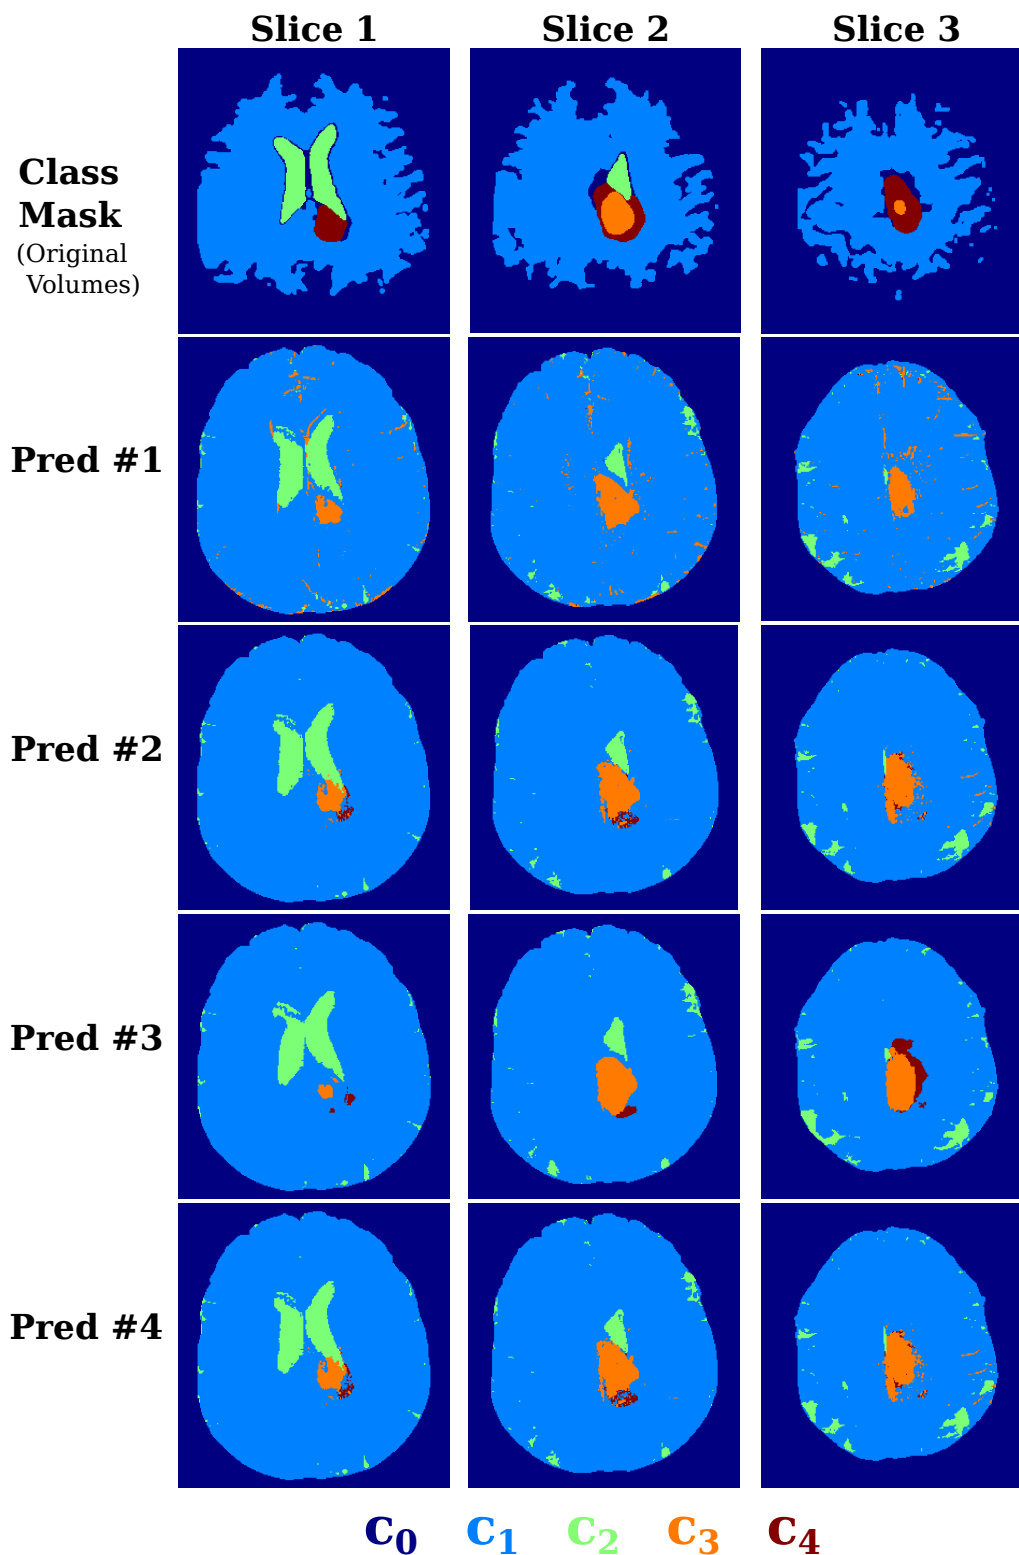 Slice 1 Slice 2 Slice 3
Class
Mask
(Original
Volumes)
Pred #1
Pred #2
Pred #3
Pred #4
c₀ c₁ c₂ c₃ c₄